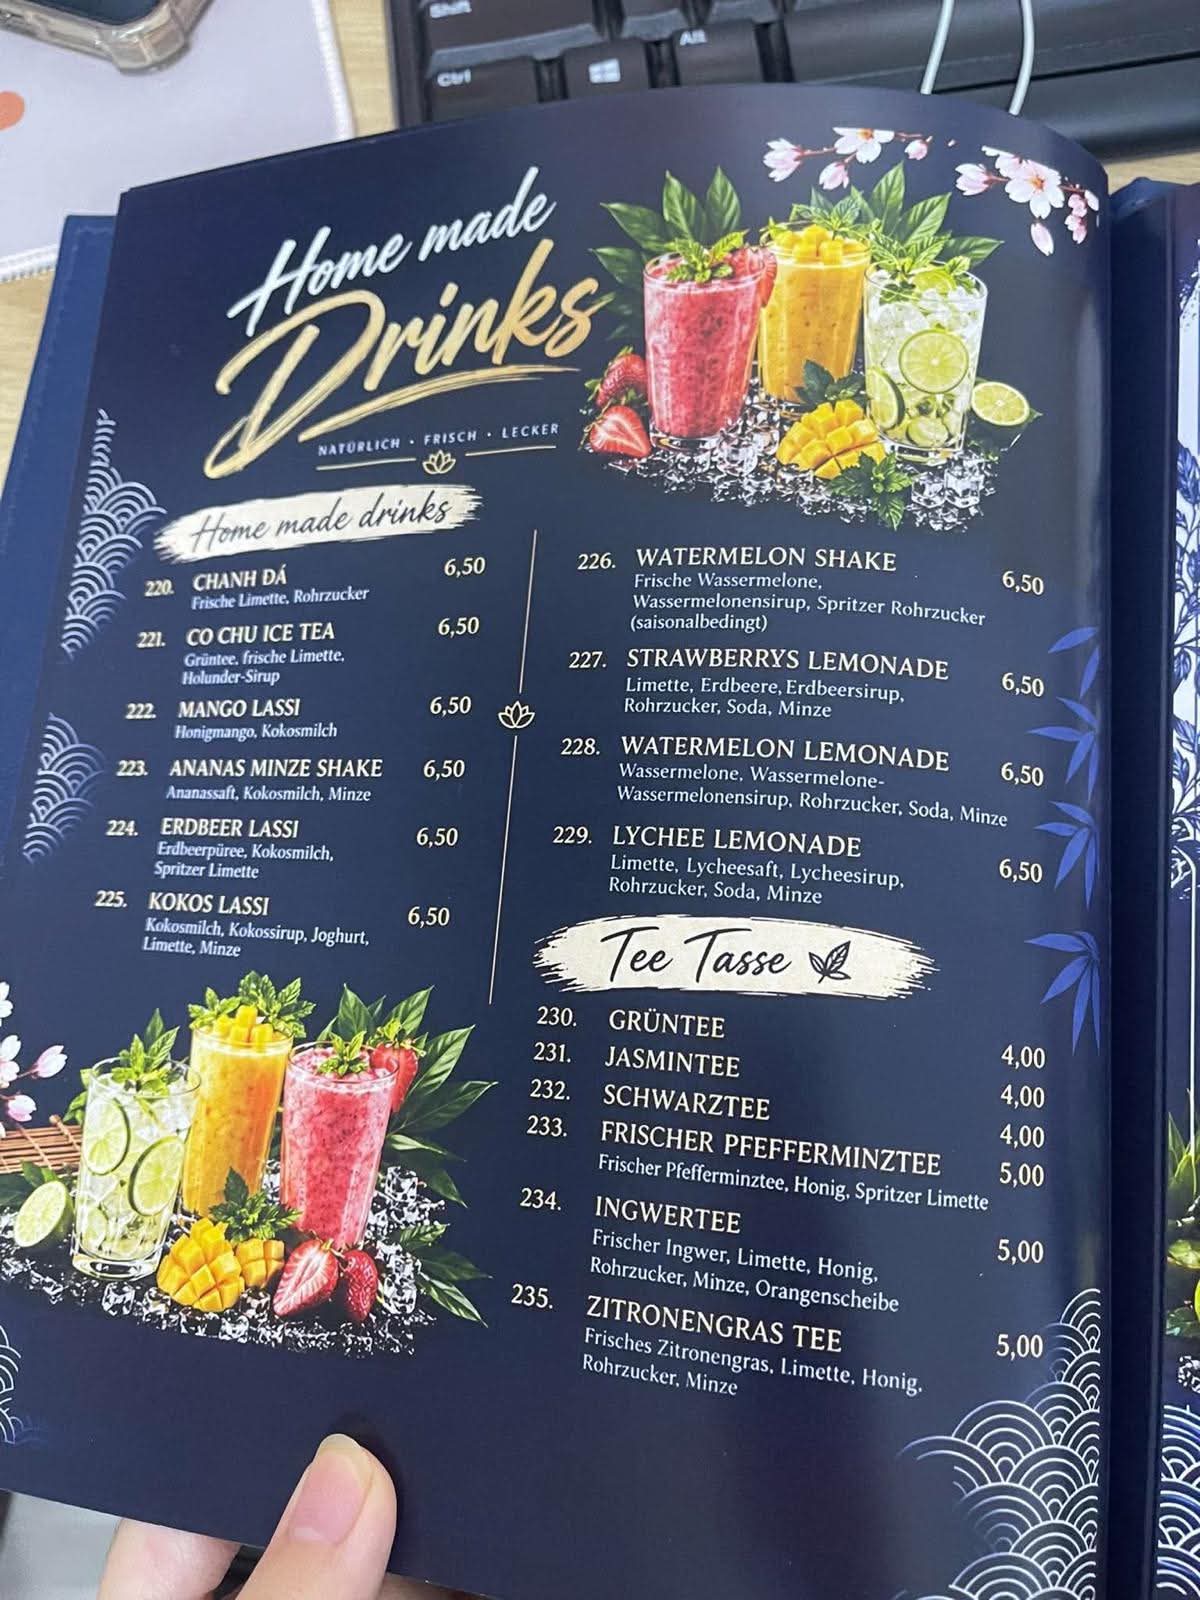 Shift
Ctrl
Alt
Home made
Drinks
NATÜRLICH · FRISCH · LECKER
Home made drinks
220. CHANH ĐÁ 6,50
Frische Limette, Rohrzucker
221. CO CHU ICE TEA 6,50
Grüntee, frische Limette,
Holunder-Sirup
222. MANGO LASSI 6,50
Honigmango, Kokosmilch
223. ANANAS MINZE SHAKE 6,50
Ananassaft, Kokosmilch, Minze
224. ERDBEER LASSI 6,50
Erdbeerpüree, Kokosmilch,
Spritzer Limette
225. KOKOS LASSI 6,50
Kokosmilch, Kokossirup, Joghurt,
Limette, Minze
226. WATERMELON SHAKE 6,50
Frische Wassermelone,
Wassermelonensirup, Spritzer Rohrzucker
(saisonalbedingt)
227. STRAWBERRYS LEMONADE 6,50
Limette, Erdbeere, Erdbeersirup,
Rohrzucker, Soda, Minze
228. WATERMELON LEMONADE 6,50
Wassermelone, Wassermelone-
Wassermelonensirup, Rohrzucker, Soda, Minze
229. LYCHEE LEMONADE 6,50
Limette, Lycheesaft, Lycheesirup,
Rohrzucker, Soda, Minze
Tee Tasse
230. GRÜNTEE 4,00
231. JASMINTEE 4,00
232. SCHWARZTEE 4,00
233. FRISCHER PFEFFERMINZTEE 5,00
Frischer Pfefferminztee, Honig, Spritzer Limette
234. INGWERTEE 5,00
Frischer Ingwer, Limette, Honig,
Rohrzucker, Minze, Orangenscheibe
235. ZITRONENGRAS TEE 5,00
Frisches Zitronengras, Limette, Honig,
Rohrzucker, Minze